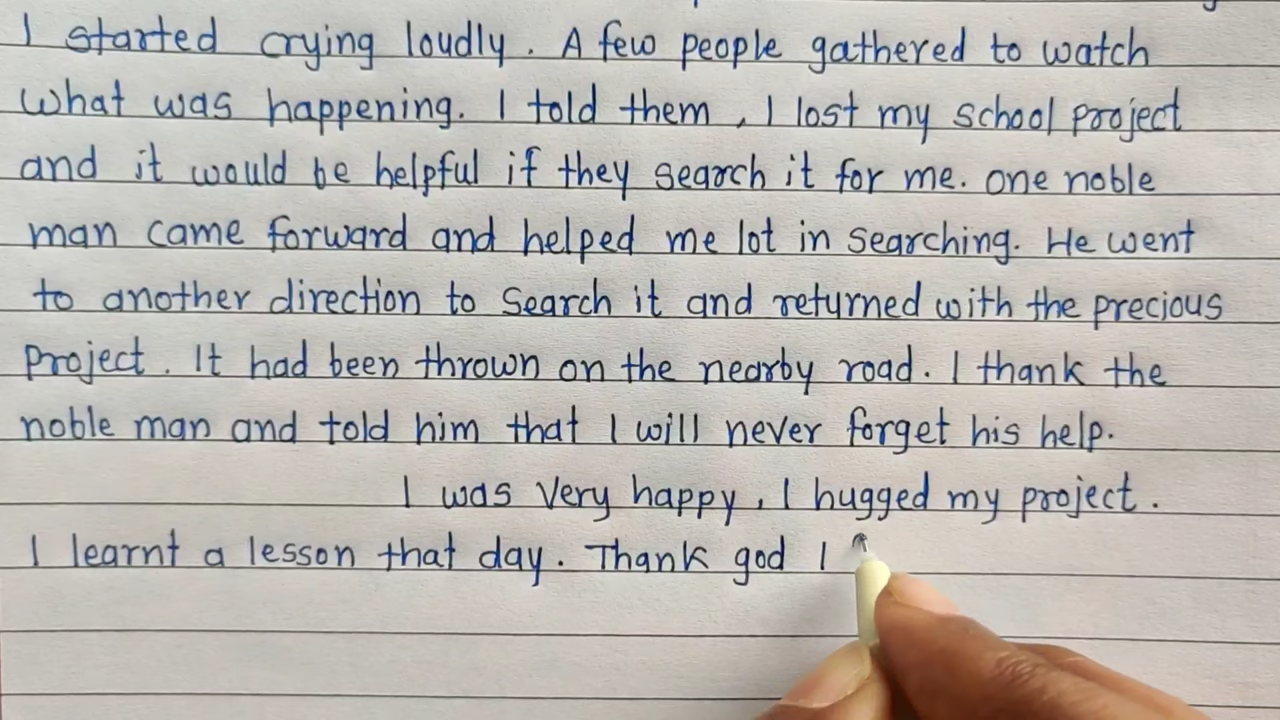 I started crying loudly. A few people gathered to watch
what was happening. I told them, I lost my school project
and it would be helpful if they search it for me. one noble
man came forward and helped me lot in searching. He went
to another direction to search it and returned with the precious
project. It had been thrown on the nearby road. I thank the
noble man and told him that I will never forget his help.
I was very happy, I hugged my project.
I learnt a lesson that day. Thank god I